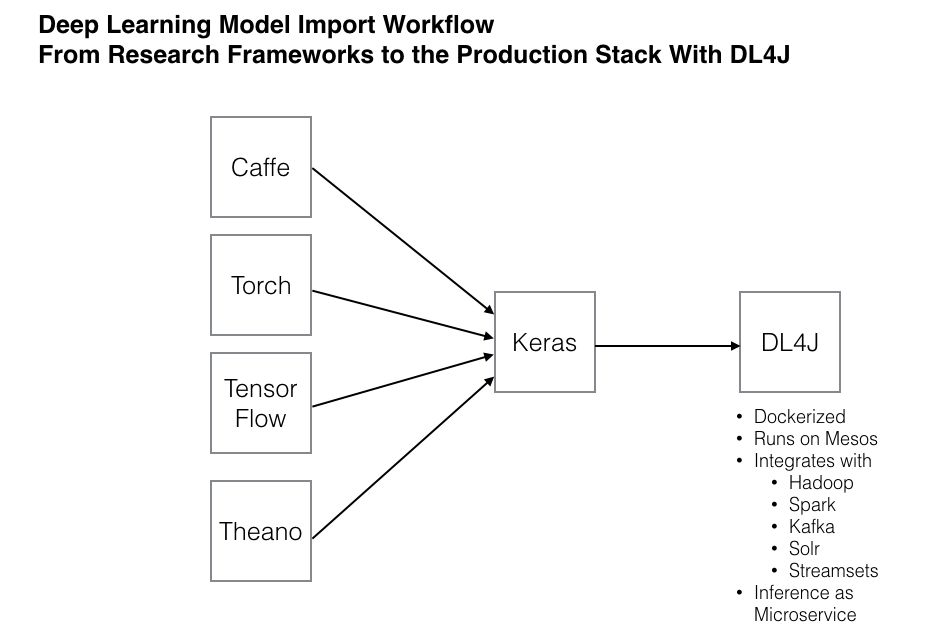 Deep Learning Model Import Workflow
From Research Frameworks to the Production Stack With DL4J
Caffe
Torch
Tensor
Flow
Theano
Keras
DL4J
• Dockerized
• Runs on Mesos
• Integrates with
• Hadoop
• Spark
• Kafka
• Solr
• Streamsets
• Inference as
Microservice